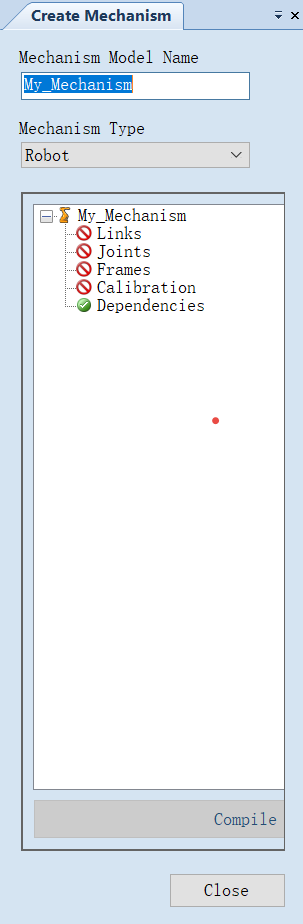 Create Mechanism
Mechanism Model Name
My_Mechanism
Mechanism Type
Robot
My_Mechanism
Links
Joints
Frames
Calibration
Dependencies
Compile
Close